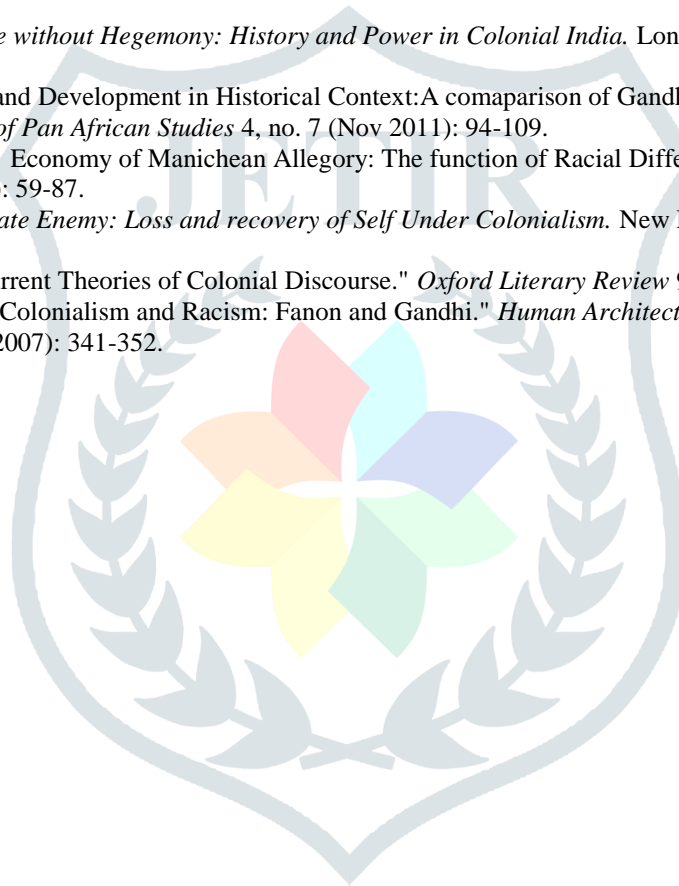 e without Hegemony: History and Power in Colonial India. Lon
and Development in Historical Context:A comaparison of Gandh
of Pan African Studies 4, no. 7 (Nov 2011): 94-109.
Economy of Manichean Allegory: The function of Racial Diffe
): 59-87.
ate Enemy: Loss and recovery of Self Under Colonialism. New
rrent Theories of Colonial Discourse." Oxford Literary Review 9
Colonialism and Racism: Fanon and Gandhi." Human Architect
2007): 341-352.
JETIR